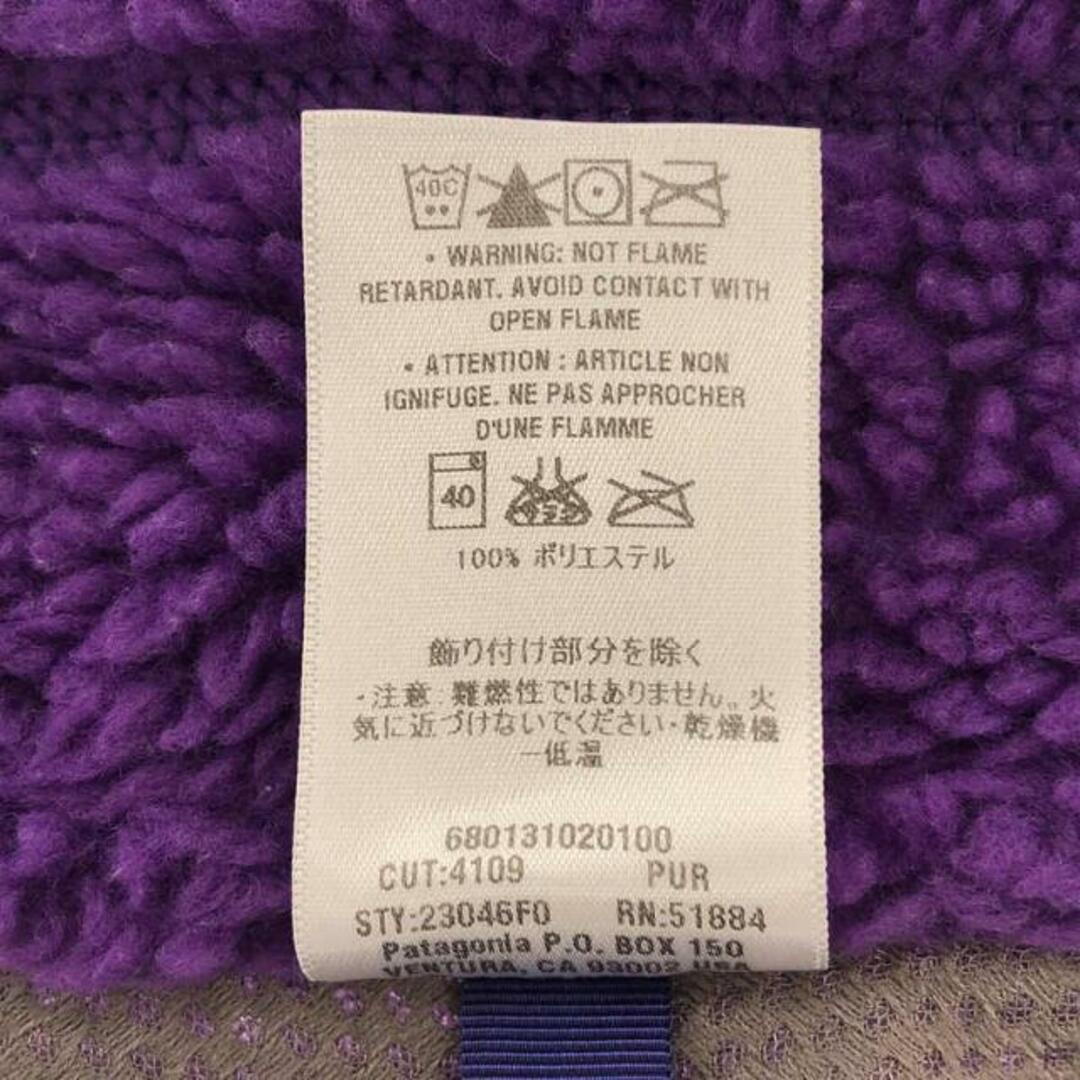 40C
• WARNING: NOT FLAME
RETARDANT. AVOID CONTACT WITH
OPEN FLAME
• ATTENTION : ARTICLE NON
IGNIFUGE. NE PAS APPROCHER
D'UNE FLAMME
40
100% ポリエステル
飾り付け部分を除く
・注意:難燃性ではありません。火
気に近づけないでください・乾燥機
ー低温
680131020100
CUT:4109 PUR
STY:23046F0 RN:51884
Patagonia P.O. BOX 150
VENTURA, CA 93002 USA